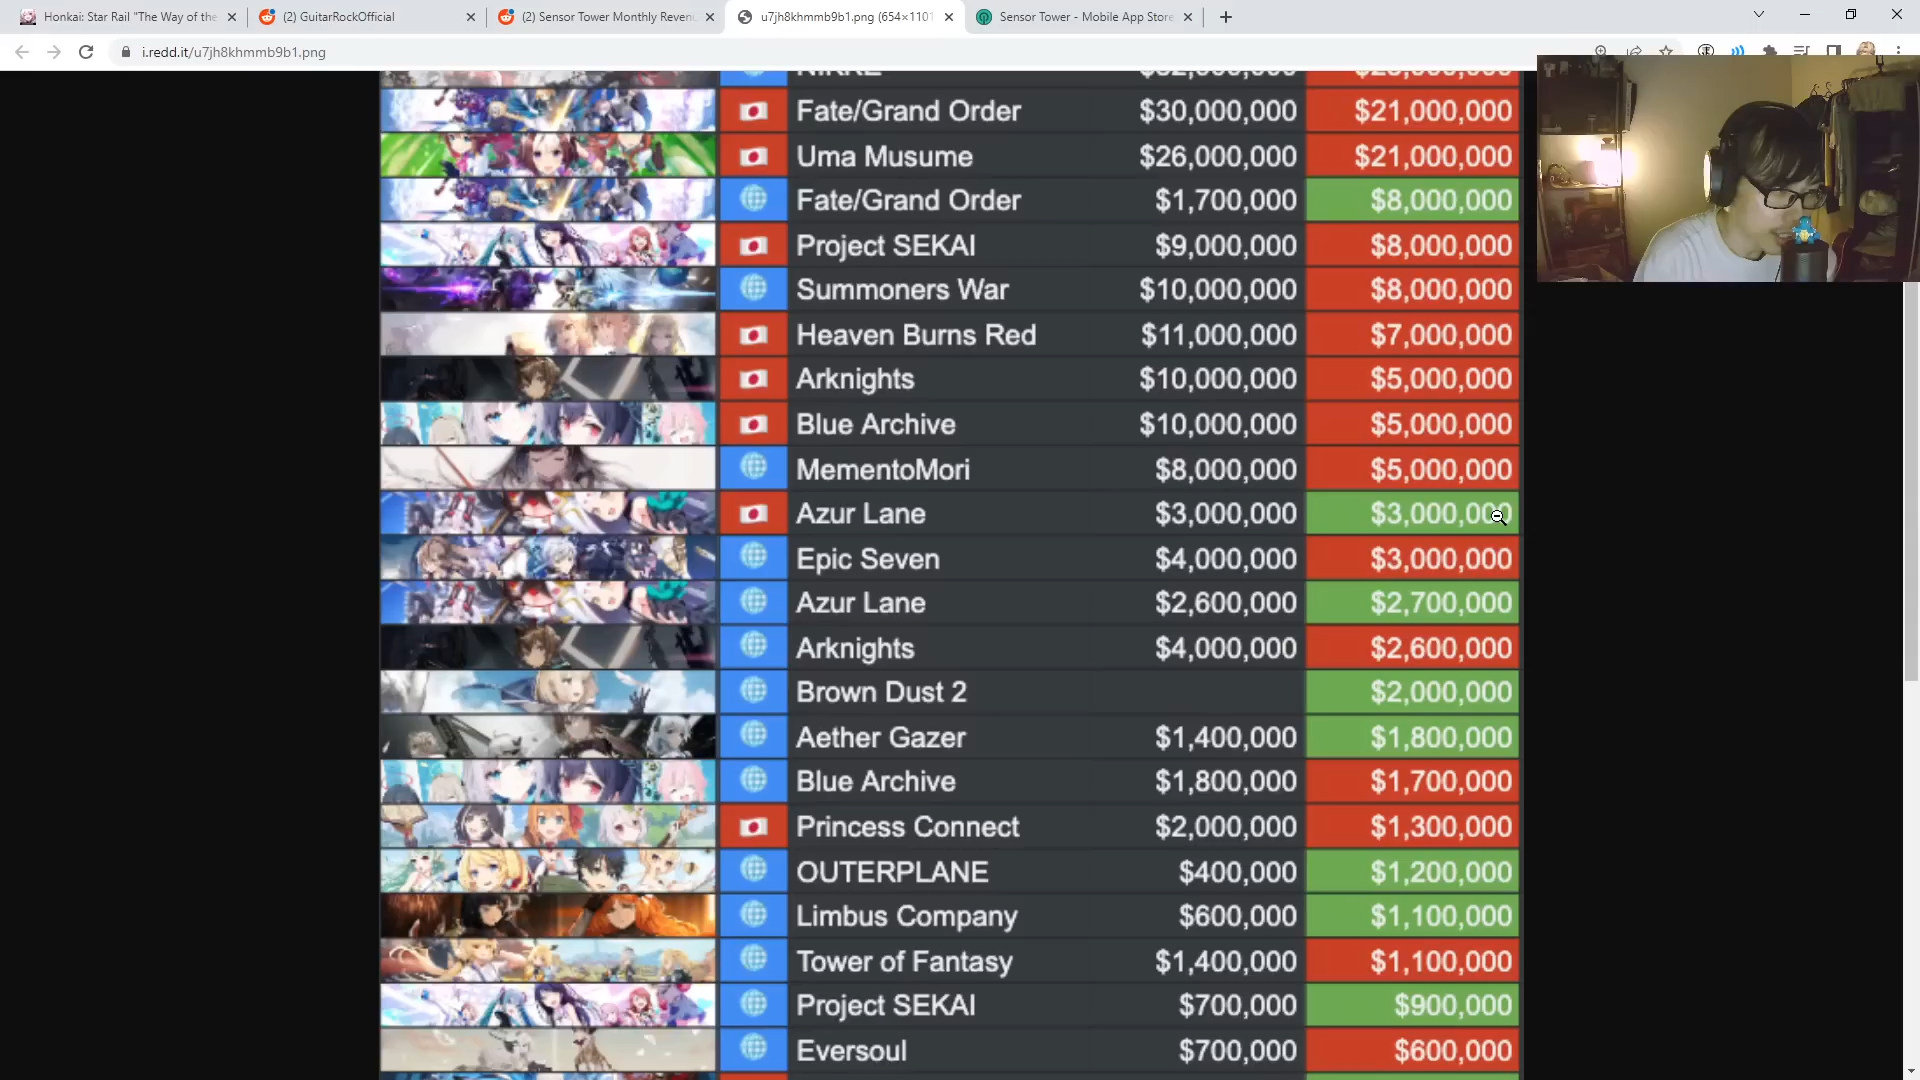 Honkai: Star Rail "The Way of the
(2) GuitarRockOfficial
(2) Sensor Tower Monthly Reven
u7jh8khmmb9b1.png (654×1101
Sensor Tower - Mobile App Store
i.redd.it/u7jh8khmmb9b1.png
NIKKE
Fate/Grand Order $30,000,000 $21,000,000
Uma Musume $26,000,000 $21,000,000
Fate/Grand Order $1,700,000 $8,000,000
Project SEKAI $9,000,000 $8,000,000
Summoners War $10,000,000 $8,000,000
Heaven Burns Red $11,000,000 $7,000,000
Arknights $10,000,000 $5,000,000
Blue Archive $10,000,000 $5,000,000
MementoMori $8,000,000 $5,000,000
Azur Lane $3,000,000 $3,000,000
Epic Seven $4,000,000 $3,000,000
Azur Lane $2,600,000 $2,700,000
Arknights $4,000,000 $2,600,000
Brown Dust 2 $2,000,000
Aether Gazer $1,400,000 $1,800,000
Blue Archive $1,800,000 $1,700,000
Princess Connect $2,000,000 $1,300,000
OUTERPLANE $400,000 $1,200,000
Limbus Company $600,000 $1,100,000
Tower of Fantasy $1,400,000 $1,100,000
Project SEKAI $700,000 $900,000
Eversoul $700,000 $600,000